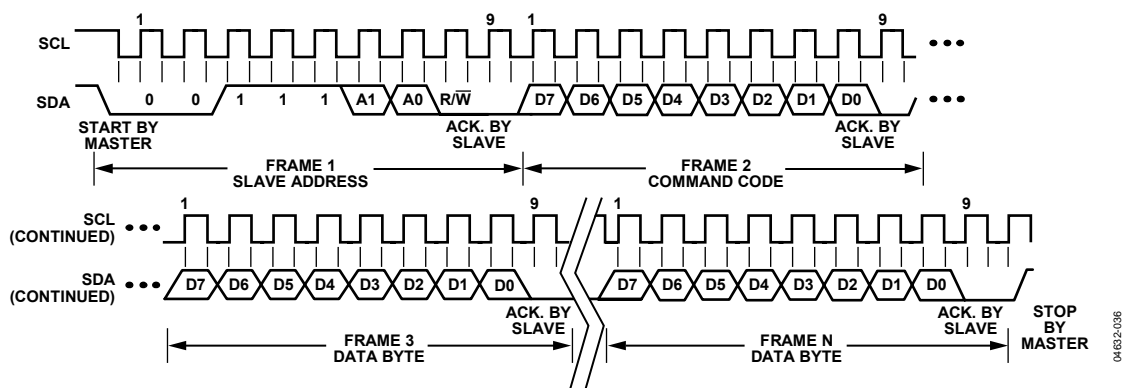 1 9 1 9
SCL •••
SDA 0 0 1 1 1 A1 A0 R/W̅ D7 D6 D5 D4 D3 D2 D1 D0 •••
START BY
MASTER
ACK. BY
SLAVE
ACK. BY
SLAVE
FRAME 1
SLAVE ADDRESS
FRAME 2
COMMAND CODE
1 9 1 9
SCL
(CONTINUED) •••
SDA
(CONTINUED) ••• D7 D6 D5 D4 D3 D2 D1 D0 D7 D6 D5 D4 D3 D2 D1 D0
ACK. BY
SLAVE
ACK. BY
SLAVE
STOP
BY
MASTER
FRAME 3
DATA BYTE
FRAME N
DATA BYTE
04632-036